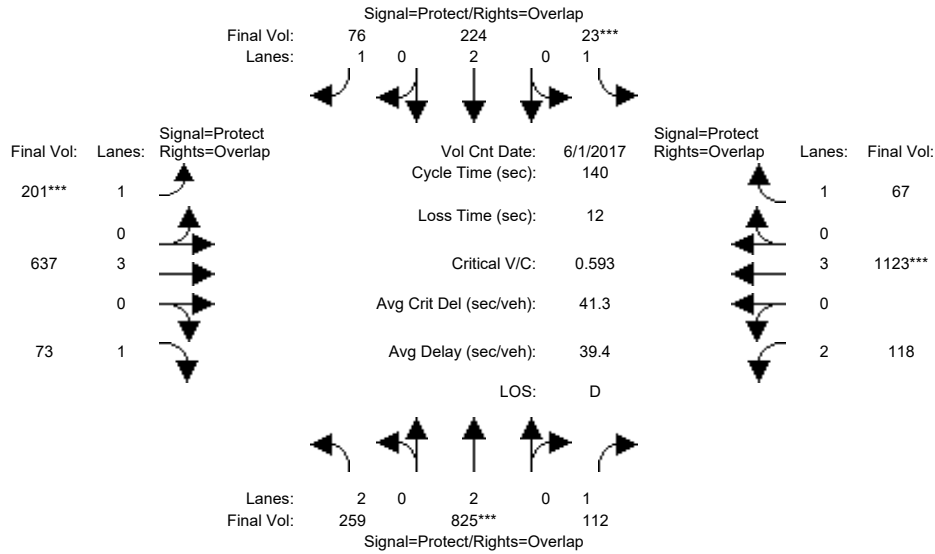 Signal=Protect/Rights=Overlap
Final Vol: 76 224 23***
Lanes: 1 0 2 0 1
Signal=Protect
Final Vol: Lanes: Rights=Overlap
Vol Cnt Date: 6/1/2017
Signal=Protect
Rights=Overlap Lanes: Final Vol:
Cycle Time (sec): 140
201*** 1
1 67
Loss Time (sec): 12
0
0
637 3
Critical V/C: 0.593
3 1123***
0
Avg Crit Del (sec/veh): 41.3
0
73 1
Avg Delay (sec/veh): 39.4
2 118
LOS: D
Lanes: 2 0 2 0 1
Final Vol: 259 825*** 112
Signal=Protect/Rights=Overlap